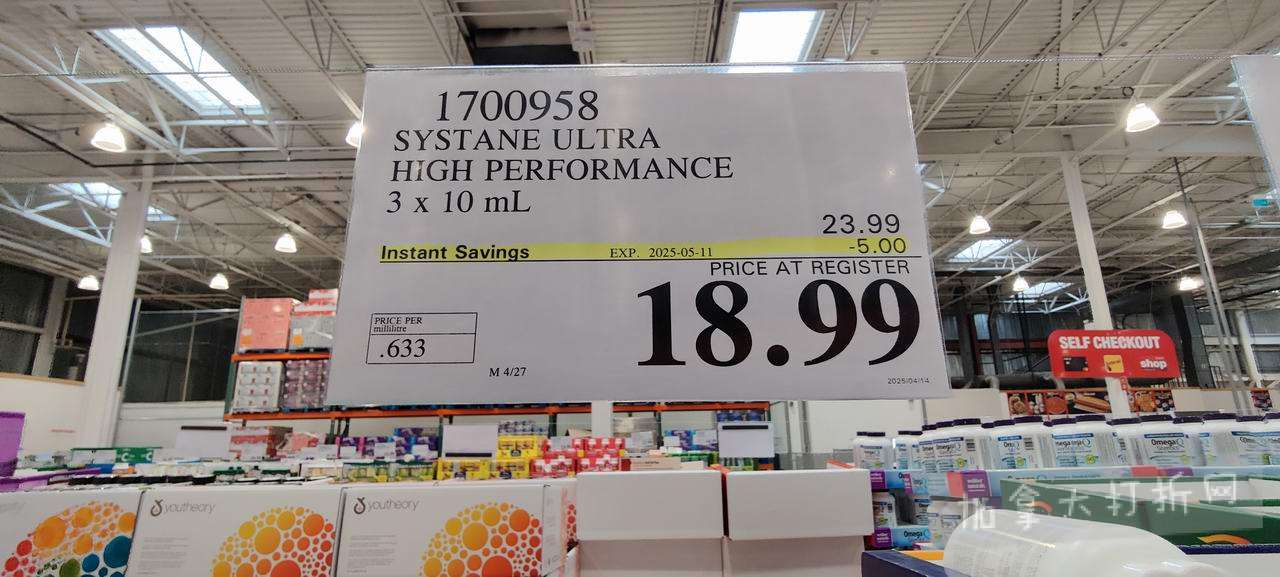 1700958
SYSTANE ULTRA
HIGH PERFORMANCE
3 x 10 mL
23.99
Instant Savings EXP. 2025-05-11 -5.00
PRICE AT REGISTER
18.99
PRICE PER
millilitre
.633
M 4/27
2025/04/14
SELF CHECKOUT
shop
youtheory
youtheory
加拿大打折网